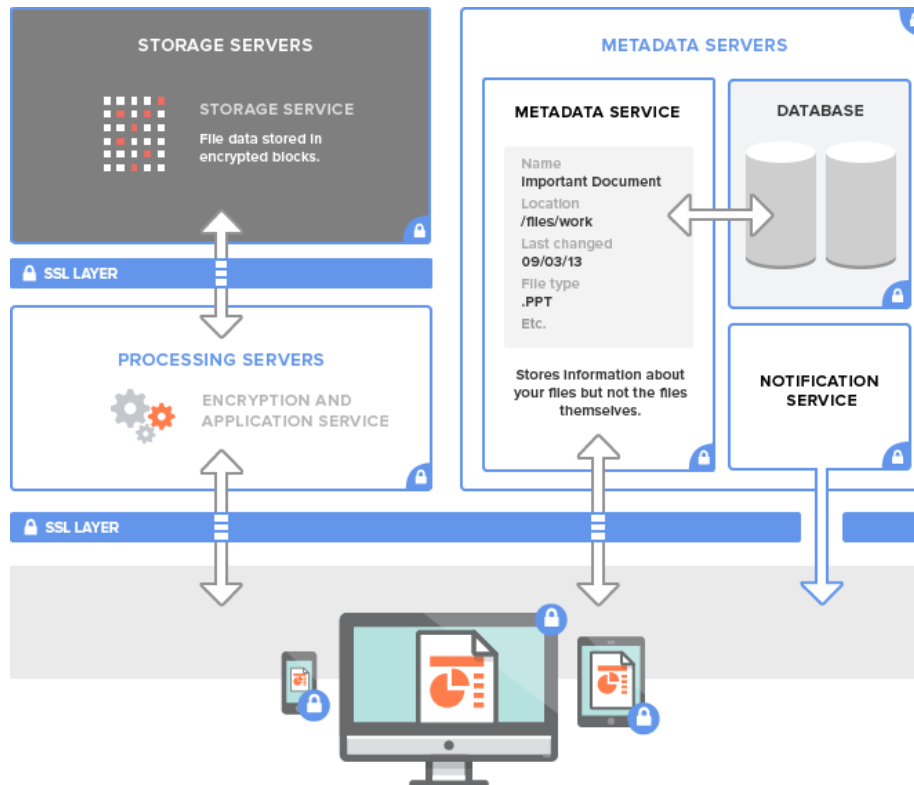 STORAGE SERVERS
STORAGE SERVICE
File data stored in
encrypted blocks.
SSL LAYER
PROCESSING SERVERS
ENCRYPTION AND
APPLICATION SERVICE
METADATA SERVERS
METADATA SERVICE
Name
Important Document
Location
/files/work
Last changed
09/03/13
File type
.PPT
Etc.
Stores information about
your files but not the files
themselves.
DATABASE
NOTIFICATION
SERVICE
SSL LAYER